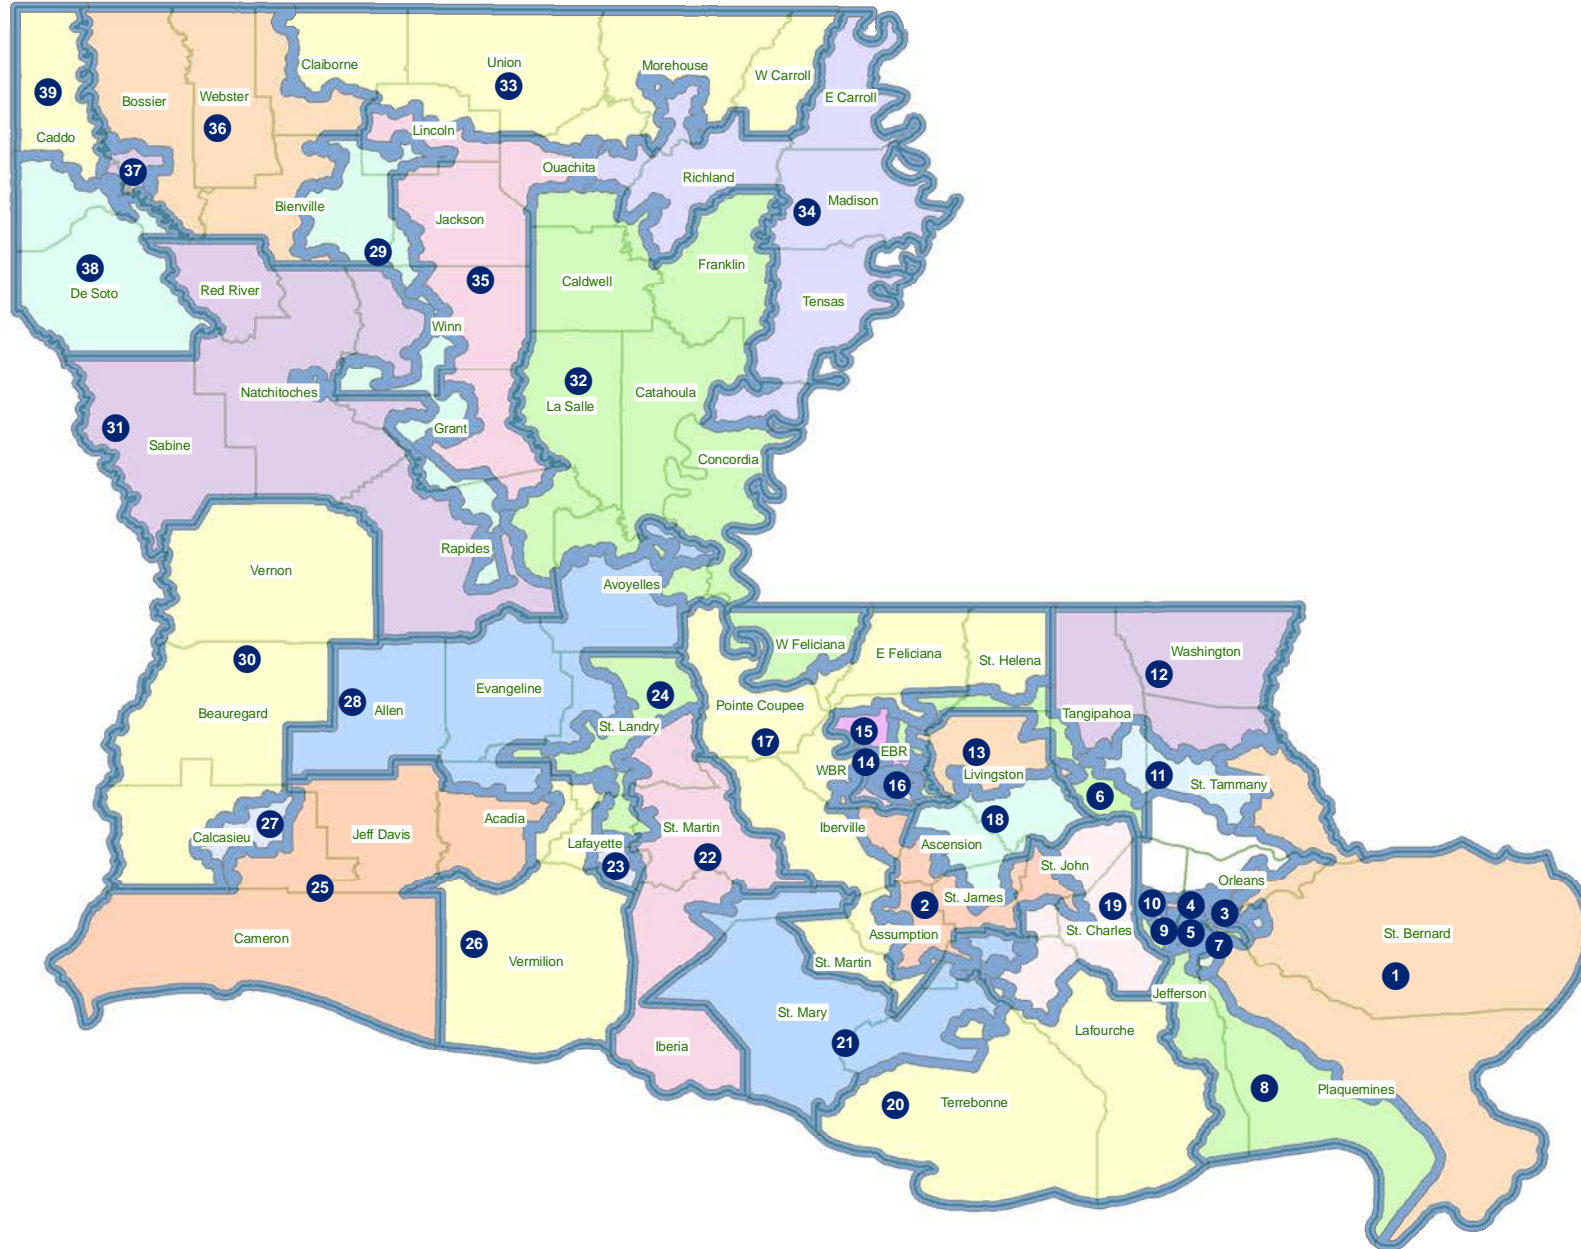 Claiborne
Union
Morehouse
W Carroll
33
39
Bossier
Webster
E Carroll
36
Caddo
Lincoln
37
Ouachita
Richland
Bienville
Madison
34
Jackson
29
38
35
Caldwell
Franklin
De Soto
Red River
Tensas
Winn
32
Natchitoches
Catahoula
La Salle
31
Grant
Sabine
Concordia
Rapides
Vernon
Avoyelles
W Feliciana
E Feliciana
St. Helena
Washington
30
12
Evangeline
24
28
Allen
Pointe Coupee
Beauregard
Tangipahoa
St. Landry
15
17
EBR
13
14
WBR
Livingston
11
16
St. Tammany
6
27
Jeff Davis
Acadia
Calcasieu
18
St. Martin
Iberville
Lafayette
Ascension
22
23
St. John
25
Orleans
St. James
2
19
10
4
3
Cameron
Assumption
St. Charles
9
5
St. Bernard
26
7
Vermilion
St. Martin
1
Jefferson
St. Mary
Lafourche
Iberia
21
8
Plaquemines
20
Terrebonne